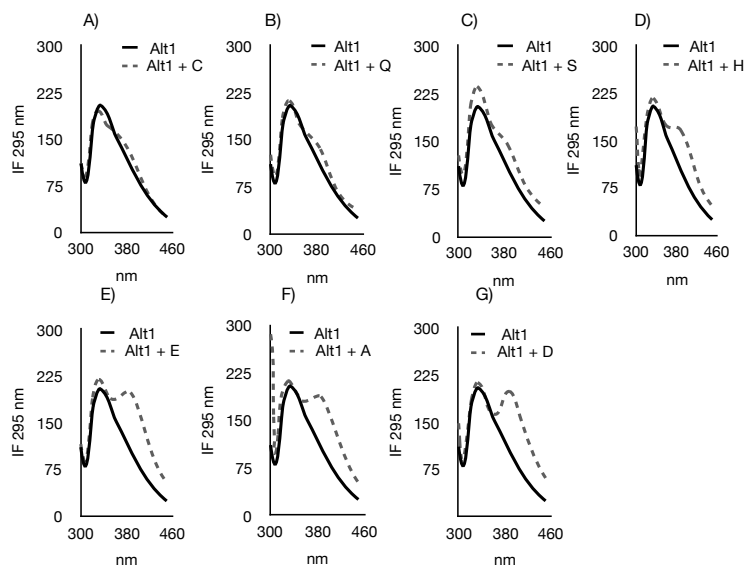 A)
Alt1
Alt1 + C
300
225
150
75
0
IF 295 nm
300 380 460
nm
B)
Alt1
Alt1 + Q
300
225
150
75
0
IF 295 nm
300 380 460
nm
C)
Alt1
Alt1 + S
300
225
150
75
0
IF 295 nm
300 380 460
nm
D)
Alt1
Alt1 + H
300
225
150
75
0
IF 295 nm
300 380 460
nm
E)
Alt1
Alt1 + E
300
225
150
75
0
IF 295 nm
300 380 460
nm
F)
Alt1
Alt1 + A
300
225
150
75
0
IF 295 nm
300 380 460
nm
G)
Alt1
Alt1 + D
300
225
150
75
0
IF 295 nm
300 380 460
nm